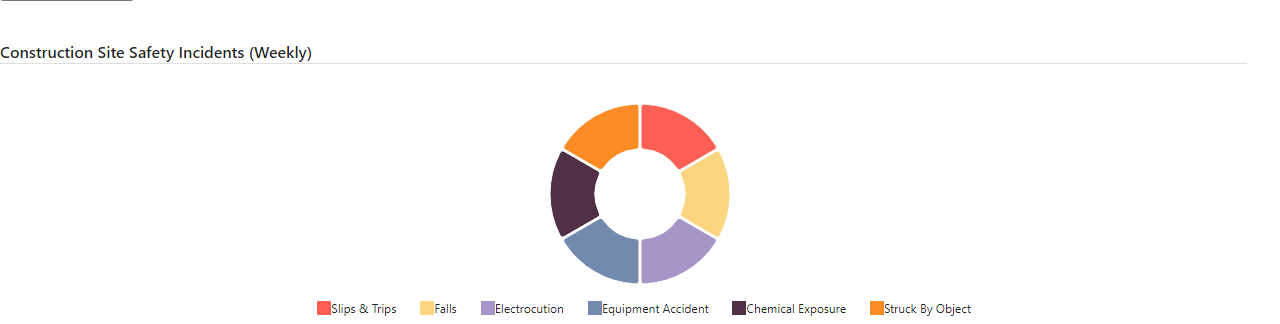 Construction Site Safety Incidents (Weekly)
Slips & Trips Falls Electrocution Equipment Accident Chemical Exposure Struck By Object